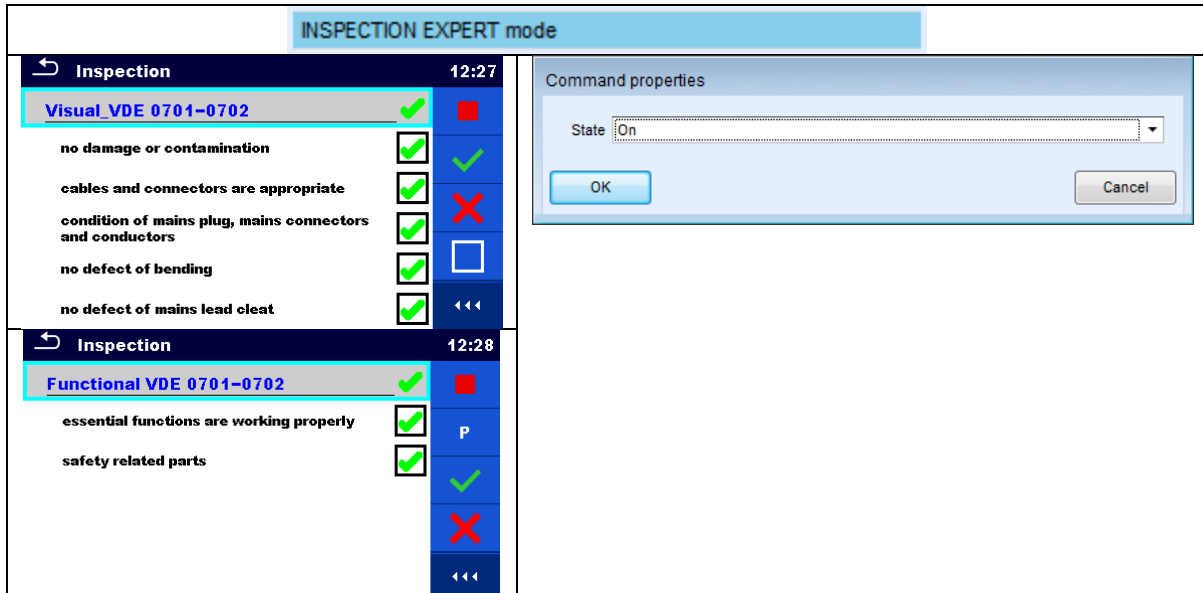 INSPECTION EXPERT mode
Inspection 12:27
Visual_VDE 0701-0702
no damage or contamination
cables and connectors are appropriate
condition of mains plug, mains connectors
and conductors
no defect of bending
no defect of mains lead cleat
Command properties
State On
OK Cancel
Inspection 12:28
Functional VDE 0701-0702
essential functions are working properly
P
safety related parts